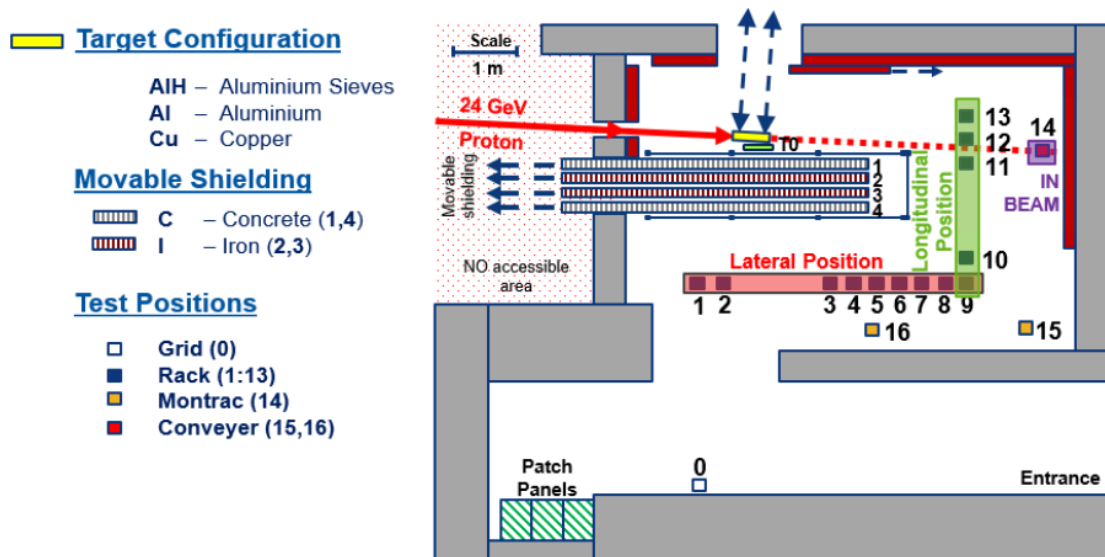 Target Configuration
AlH – Aluminium Sieves
Al – Aluminium
Cu – Copper
Movable Shielding
C – Concrete (1,4)
I – Iron (2,3)
Test Positions
Grid (0)
Rack (1:13)
Montrac (14)
Conveyer (15,16)
Scale
1 m
24 GeV
Proton
Movable
shielding
NO accessible
area
T0
1
2
3
4
Lateral Position
Longitudinal
Position
13
12
11
10
14
IN
BEAM
1 2 3 4 5 6 7 8 9
16
15
0
Patch
Panels
Entrance